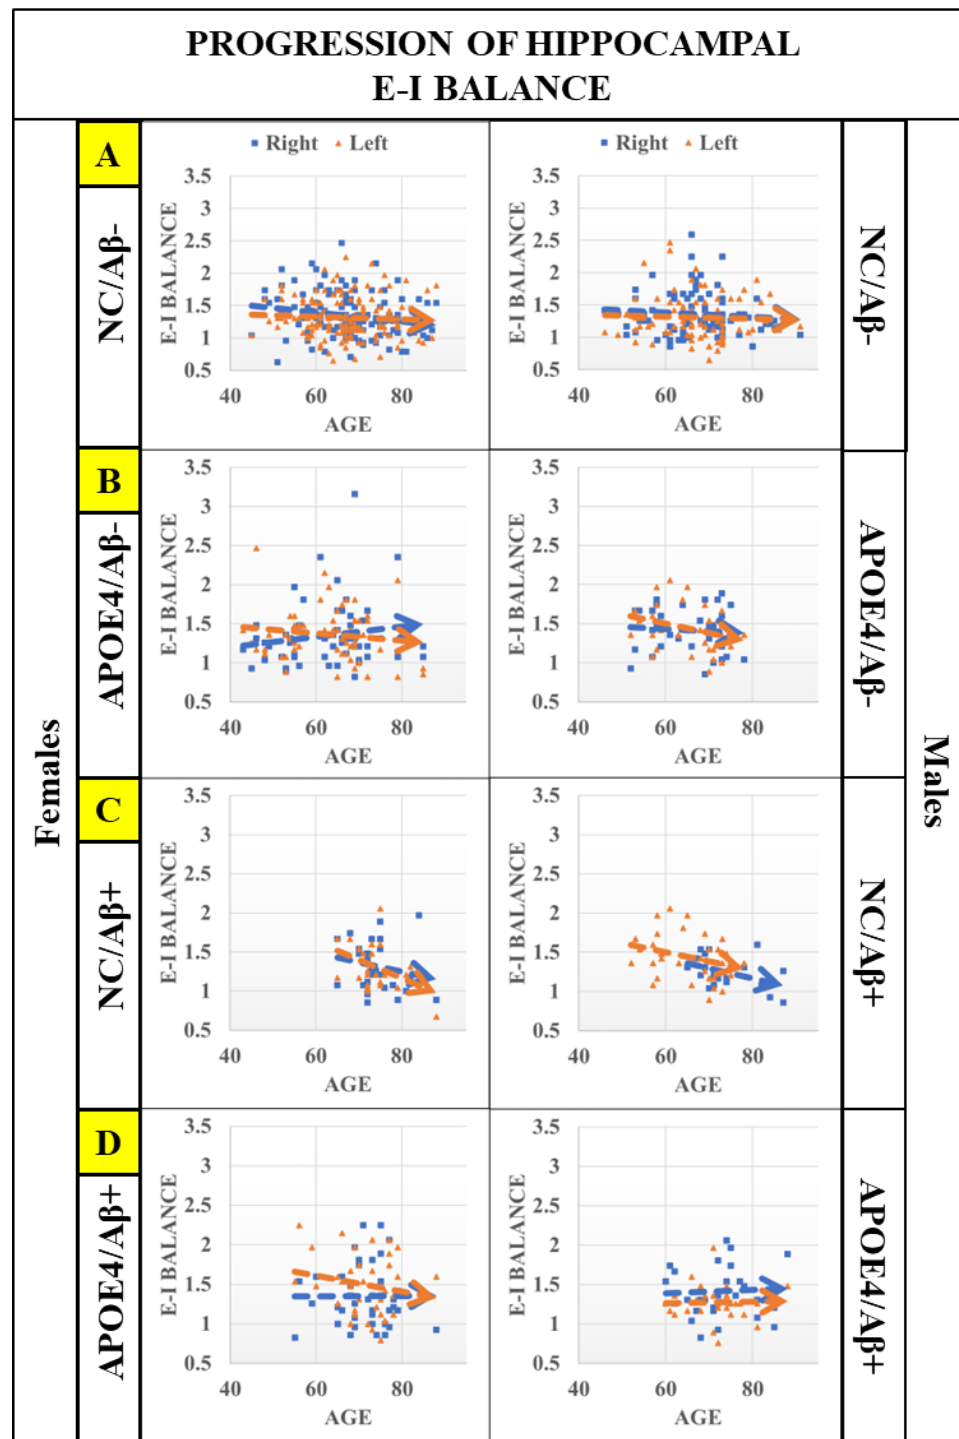 PROGRESSION OF HIPPOCAMPAL
E-I BALANCE
Females
Males
A
NC/Aβ-
Right Left
E-I BALANCE
3.5
3
2.5
2
1.5
1
0.5
40 60 80
AGE
Right Left
E-I BALANCE
3.5
3
2.5
2
1.5
1
0.5
40 60 80
AGE
NC/Aβ-
B
APOE4/Aβ-
E-I BALANCE
3.5
3
2.5
2
1.5
1
0.5
40 60 80
AGE
E-I BALANCE
3.5
3
2.5
2
1.5
1
0.5
40 60 80
AGE
APOE4/Aβ-
C
NC/Aβ+
E-I BALANCE
3.5
3
2.5
2
1.5
1
0.5
40 60 80
AGE
E-I BALANCE
3.5
3
2.5
2
1.5
1
0.5
40 60 80
AGE
NC/Aβ+
D
APOE4/Aβ+
E-I BALANCE
3.5
3
2.5
2
1.5
1
0.5
40 60 80
AGE
E-I BALANCE
3.5
3
2.5
2
1.5
1
0.5
40 60 80
AGE
APOE4/Aβ+